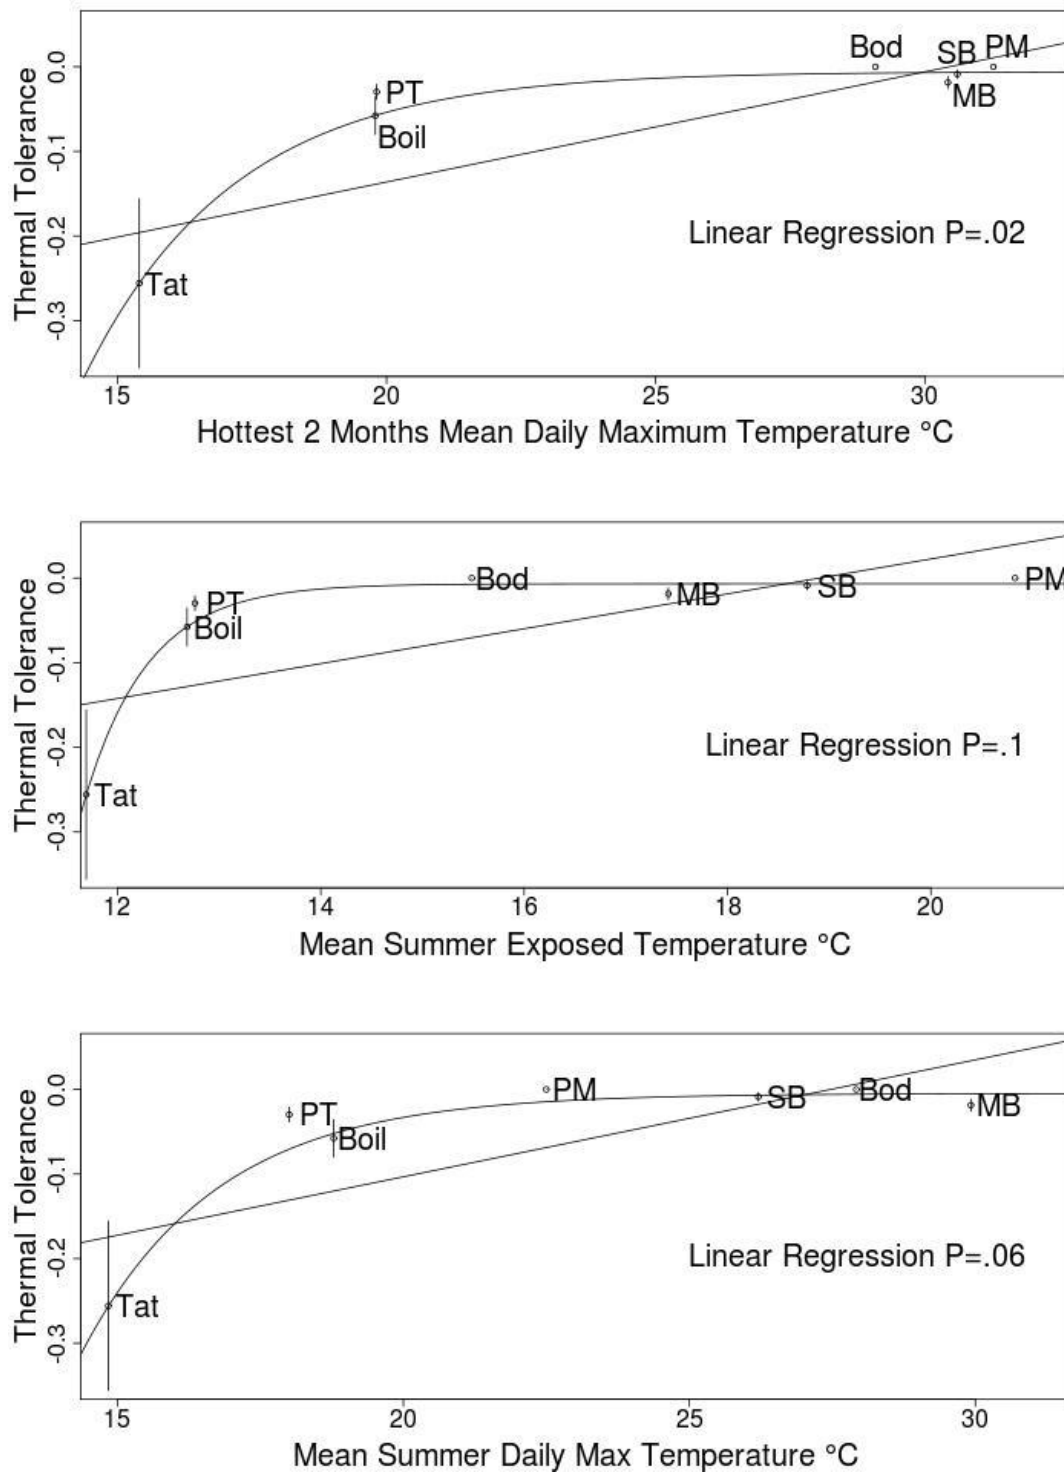 Thermal Tolerance
0.0
-0.1
-0.2
-0.3
Bod SB PM
PT
MB
Boil
Linear Regression P=.02
Tat
15 20 25 30
Hottest 2 Months Mean Daily Maximum Temperature °C
Thermal Tolerance
0.0
-0.1
-0.2
-0.3
Bod SB PM
PT MB
Boil
Linear Regression P=.1
Tat
12 14 16 18 20
Mean Summer Exposed Temperature °C
Thermal Tolerance
0.0
-0.1
-0.2
-0.3
PM SB Bod
PT MB
Boil
Linear Regression P=.06
Tat
15 20 25 30
Mean Summer Daily Max Temperature °C